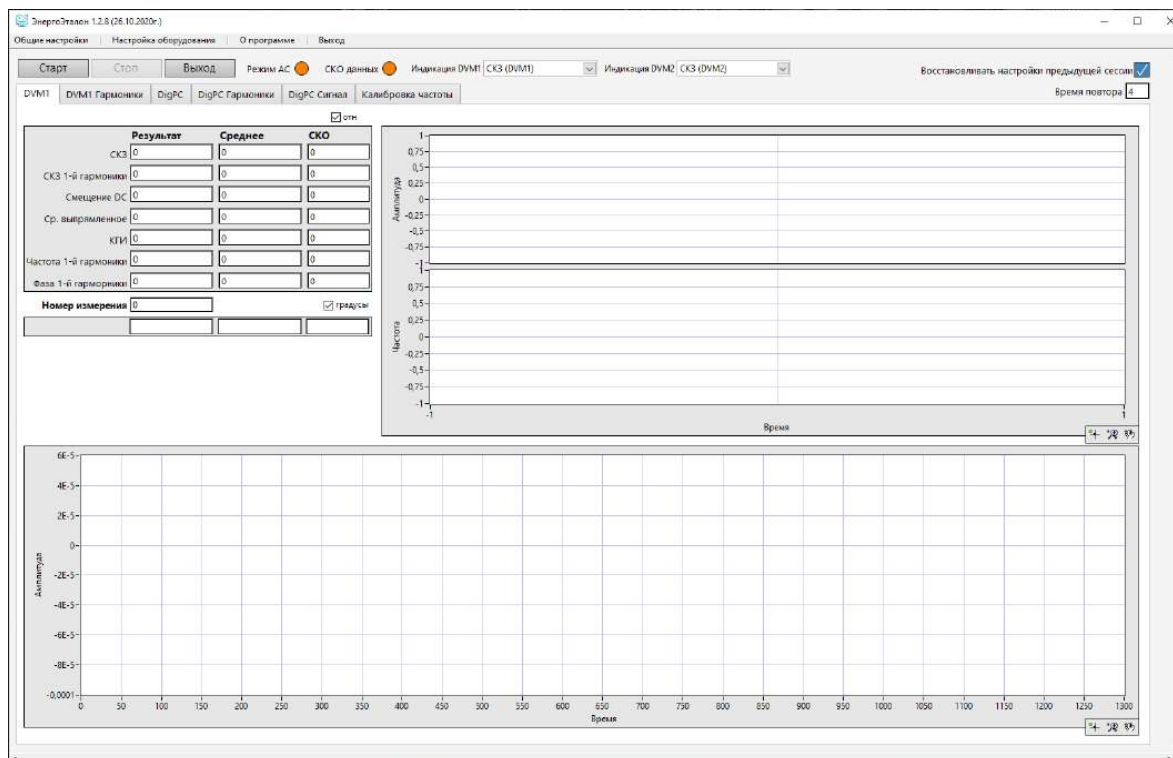 ЭнергоЭталон 1.2.8 (26.10.2020г.)
Общие настройки Настройка оборудования О программе Выход
Старт Стоп Выход Режим AC СКО данных Индикация DVM1 СКЗ (DVM1) Индикация DVM2 СКЗ (DVM2) Восстанавливать настройки предыдущей сессии
Время повтора 4
DVM1 DVM1 Гармоники DigPC DigPC Гармоники DigPC Сигнал Калибровка частоты
отн
Результат Среднее СКО
СКЗ 0 0 0
СКЗ 1-й гармоники 0 0 0
Смещение DC 0 0 0
Ср. выпрямленное 0 0 0
КГИ 0 0 0
Частота 1-й гармоники 0 0 0
Фаза 1-й гарморники 0 0 0
Номер измерения 0 градусы
Амплитуда
1
0,75
0,5
0,25
0
-0,25
-0,5
-0,75
-1
Частота
1
0,75
0,5
0,25
0
-0,25
-0,5
-0,75
-1
-1 1
Время
Амплитуда
6E-5
4E-5
2E-5
0
-2E-5
-4E-5
-6E-5
-8E-5
-0,0001
0 50 100 150 200 250 300 350 400 450 500 550 600 650 700 750 800 850 900 950 1000 1050 1100 1150 1200 1250 1300
Время